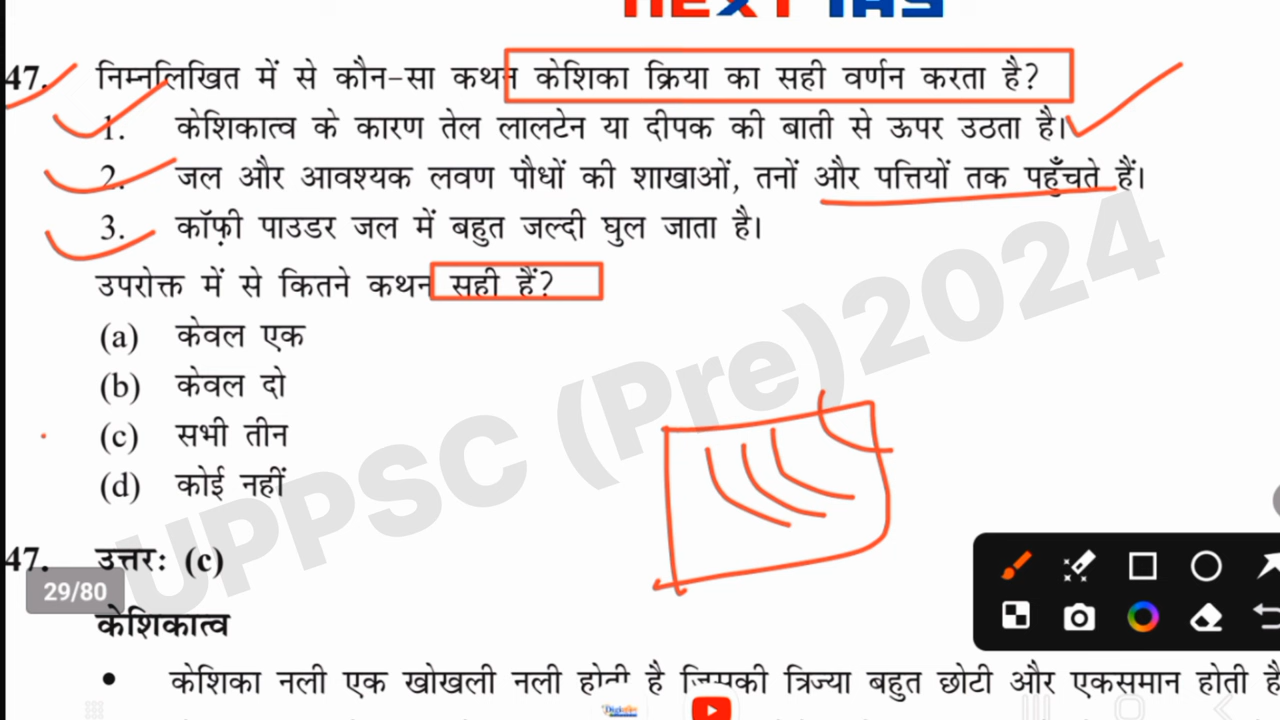 NEXT IAS
47. निम्नलिखित में से कौन-सा कथन केशिका क्रिया का सही वर्णन करता है?
1. केशिकात्व के कारण तेल लालटेन या दीपक की बाती से ऊपर उठता है।
2. जल और आवश्यक लवण पौधों की शाखाओं, तनों और पत्तियों तक पहुँचते हैं।
3. कॉफ़ी पाउडर जल में बहुत जल्दी घुल जाता है।
उपरोक्त में से कितने कथन सही हैं?
(a) केवल एक
(b) केवल दो
(c) सभी तीन
(d) कोई नहीं
UPPSC (Pre) 2024
47. उत्तरः (c)
29/80
केशिकात्व
• केशिका नली एक खोखली नली होती है जिसकी त्रिज्या बहुत छोटी और एकसमान होती है